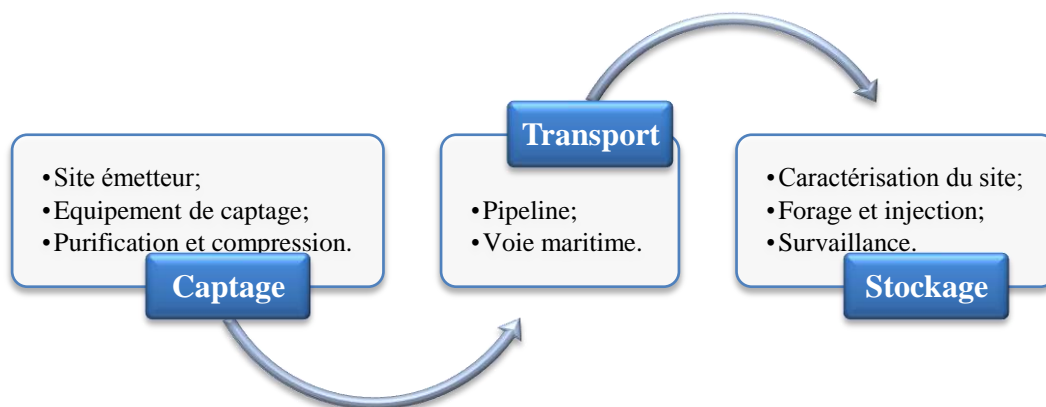 •Site émetteur;
•Equipement de captage;
•Purification et compression.
Captage
Transport
•Pipeline;
•Voie maritime.
•Caractérisation du site;
•Forage et injection;
•Survaillance.
Stockage